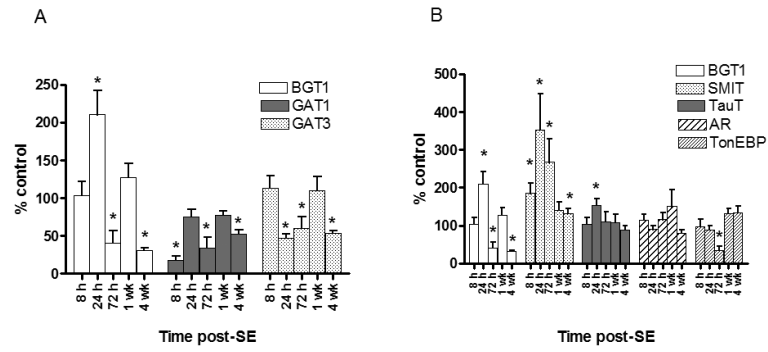 A
250
200
150
100
50
0
% control
*
*
*
*
*
*
*
*
*
BGT1
GAT1
GAT3
8 h
24 h
72 h
1 wk
4 wk
8 h
24 h
72 h
1 wk
4 wk
8 h
24 h
72 h
1 wk
4 wk
Time post-SE
B
500
400
300
200
100
0
% control
*
*
*
*
*
*
*
*
*
BGT1
SMIT
TauT
AR
TonEBP
8 h
24 h
72 h
1 wk
4 wk
8 h
24 h
72 h
1 wk
4 wk
8 h
24 h
72 h
1 wk
4 wk
8 h
24 h
72 h
1 wk
4 wk
8 h
24 h
72 h
1 wk
4 wk
Time post-SE